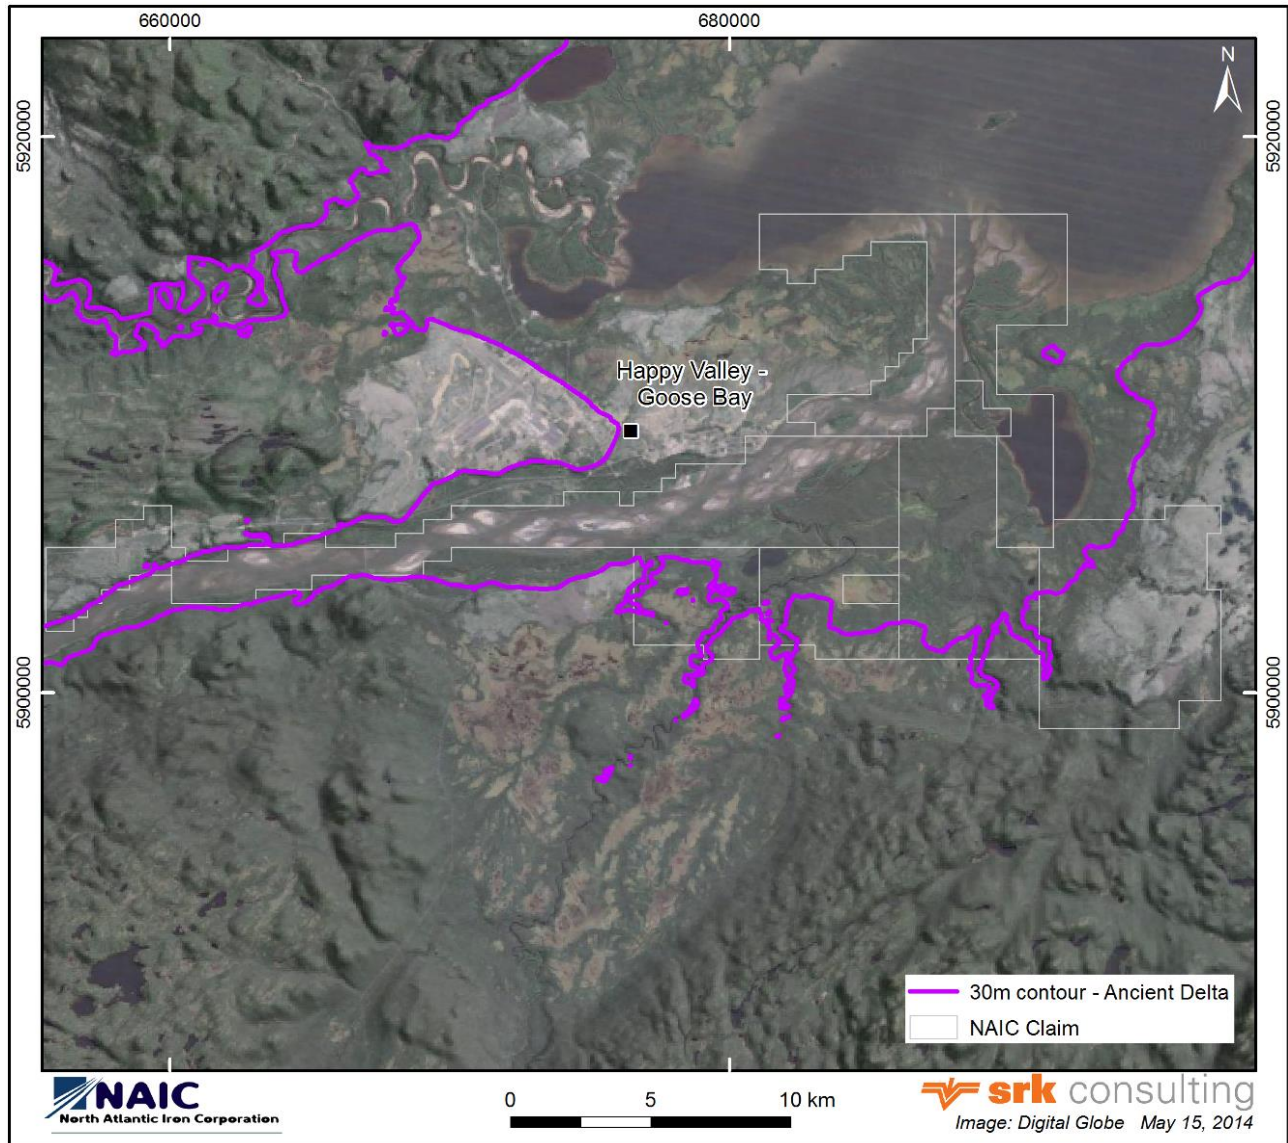 660000
680000
N
5920000
5920000
Happy Valley -
Goose Bay
5900000
5900000
30m contour - Ancient Delta
NAIC Claim
NAIC
North Atlantic Iron Corporation
0 5 10 km
srk consulting
Image: Digital Globe May 15, 2014